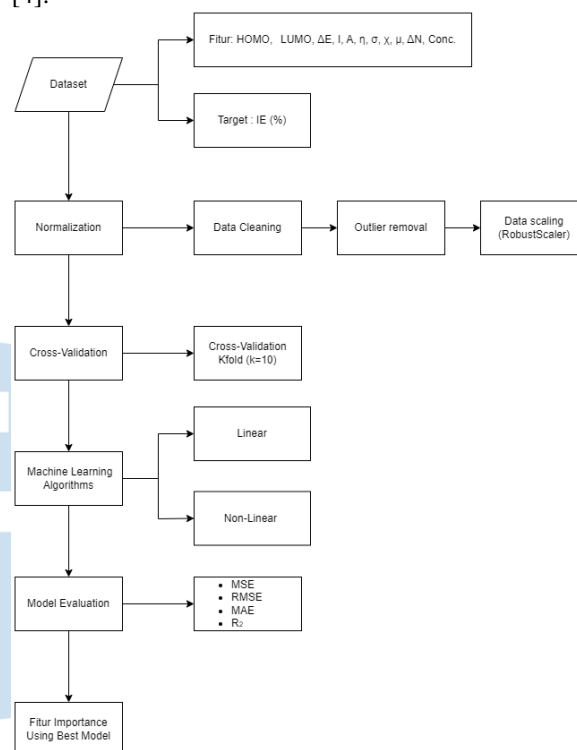 [4].
Fitur: HOMO, LUMO, ΔE, I, A, η, σ, χ, μ, ΔN, Conc.
Dataset
Target : IE (%)
Normalization
Data Cleaning
Outlier removal
Data scaling
(RobustScaler)
Cross-Validation
Cross-Validation
Kfold (k=10)
Linear
Machine Learning
Algorithms
Non-Linear
Model Evaluation
• MSE
• RMSE
• MAE
• R2
Fitur Importance
Using Best Model